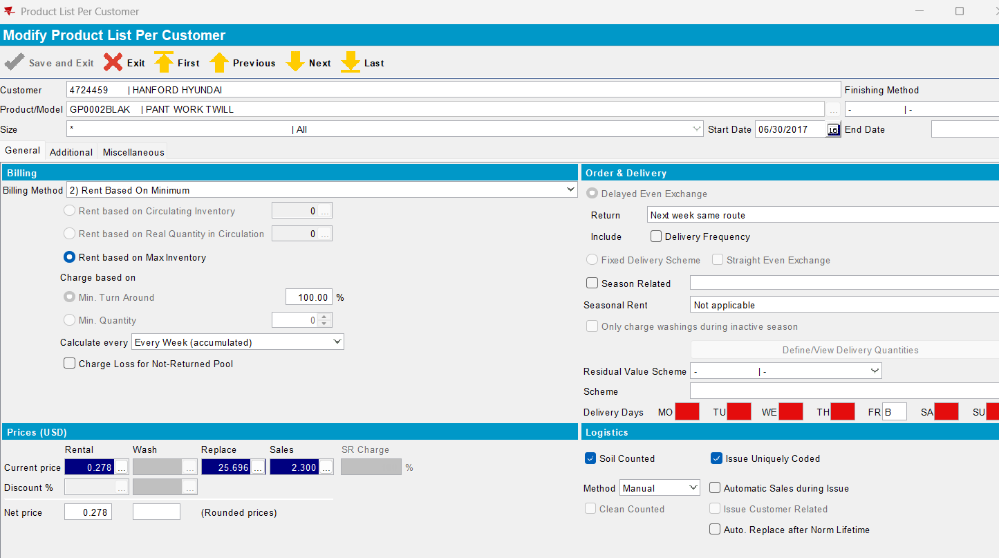 Product List Per Customer
Modify Product List Per Customer
Save and Exit Exit First Previous Next Last
Customer 4724459 | HANFORD HYUNDAI Finishing Method
Product/Model GP0002BLAK | PANT WORK TWILL ... - | -
Size * | All Start Date 06/30/2017 16 End Date
General Additional Miscellaneous
Billing
Billing Method 2) Rent Based On Minimum
Rent based on Circulating Inventory 0 ...
Rent based on Real Quantity in Circulation 0 ...
Rent based on Max Inventory
Charge based on
Min. Turn Around 100.00 %
Min. Quantity 0
Calculate every Every Week (accumulated)
Charge Loss for Not-Returned Pool
Order & Delivery
Delayed Even Exchange
Return Next week same route
Include Delivery Frequency
Fixed Delivery Scheme Straight Even Exchange
Season Related
Seasonal Rent Not applicable
Only charge washings during inactive season
Define/View Delivery Quantities
Residual Value Scheme - | -
Scheme
Delivery Days MO TU WE TH FR B SA SU
Prices (USD)
Rental Wash Replace Sales SR Charge
Current price 0.278 ... ... 25.696 ... 2.300 ... %
Discount % ... ...
Net price 0.278 (Rounded prices)
Logistics
Soil Counted Issue Uniquely Coded
Method Manual Automatic Sales during Issue
Clean Counted Issue Customer Related
Auto. Replace after Norm Lifetime